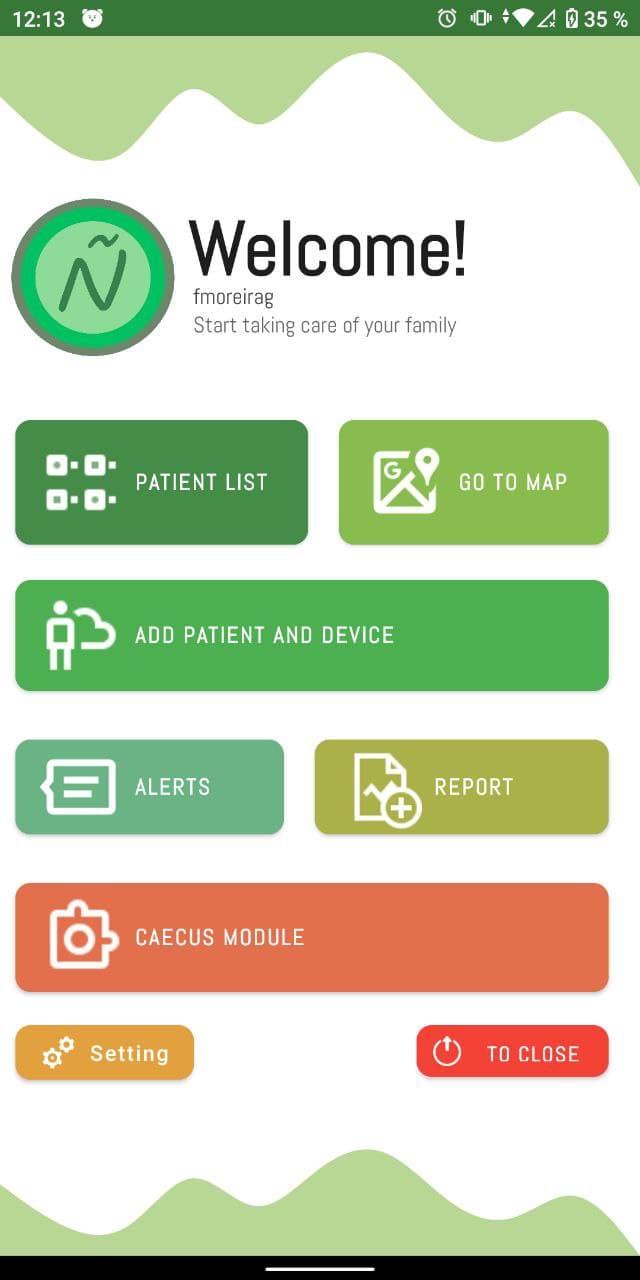 12:13 35 %
Ñ
Welcome!
fmoreirag
Start taking care of your family
PATIENT LIST
G GO TO MAP
ADD PATIENT AND DEVICE
ALERTS
REPORT
CAECUS MODULE
Setting
TO CLOSE